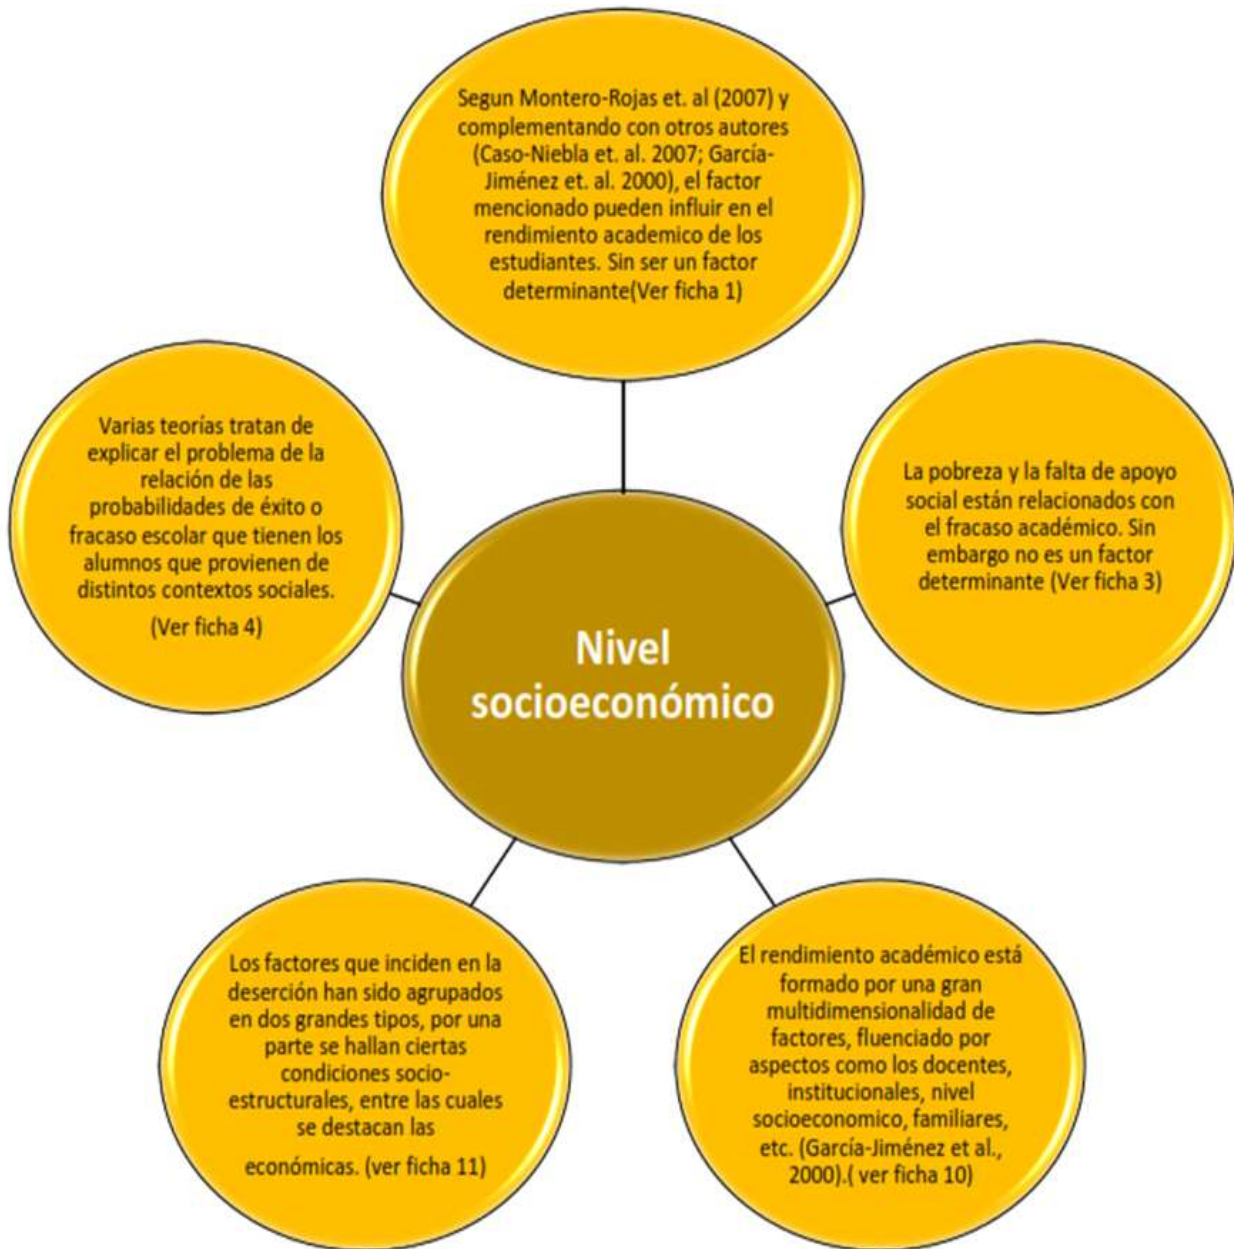 Segun Montero-Rojas et. al (2007) y
complementando con otros autores
(Caso-Niebla et. al. 2007; García-
Jiménez et. al. 2000), el factor
mencionado pueden influir en el
rendimiento academico de los
estudiantes. Sin ser un factor
determinante(Ver ficha 1)
Varias teorías tratan de
explicar el problema de la
relación de las
probabilidades de éxito o
fracaso escolar que tienen los
alumnos que provienen de
distintos contextos sociales.
(Ver ficha 4)
La pobreza y la falta de apoyo
social están relacionados con
el fracaso académico. Sin
embargo no es un factor
determinante (Ver ficha 3)
Nivel
socioeconómico
Los factores que inciden en la
deserción han sido agrupados
en dos grandes tipos, por una
parte se hallan ciertas
condiciones socio-
estructurales, entre las cuales
se destacan las
económicas. (ver ficha 11)
El rendimiento académico está
formado por una gran
multidimensionalidad de
factores, fluenciado por
aspectos como los docentes,
institucionales, nivel
socioeconomico, familiares,
etc. (García-Jiménez et al.,
2000).( ver ficha 10)